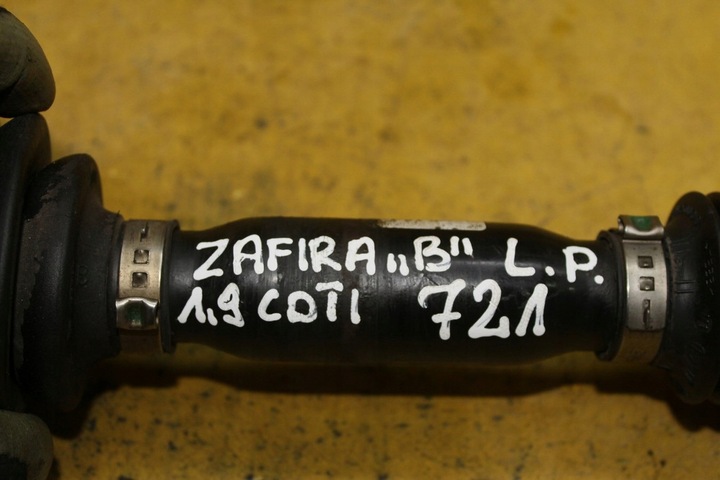 ZAFIRA „B" L.P.
1.9 CDTI 721